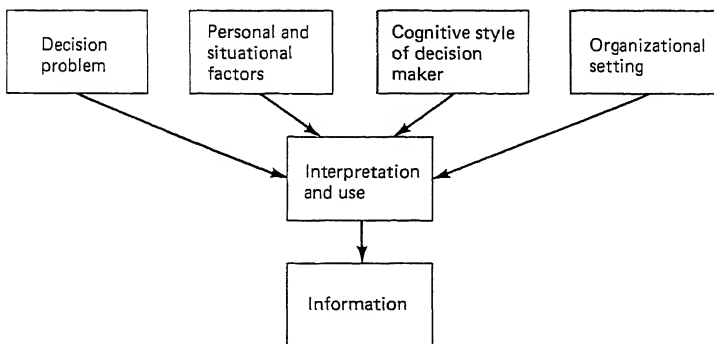 Decision
problem
Personal and
situational
factors
Cognitive style
of decision
maker
Organizational
setting
Interpretation
and use
Information